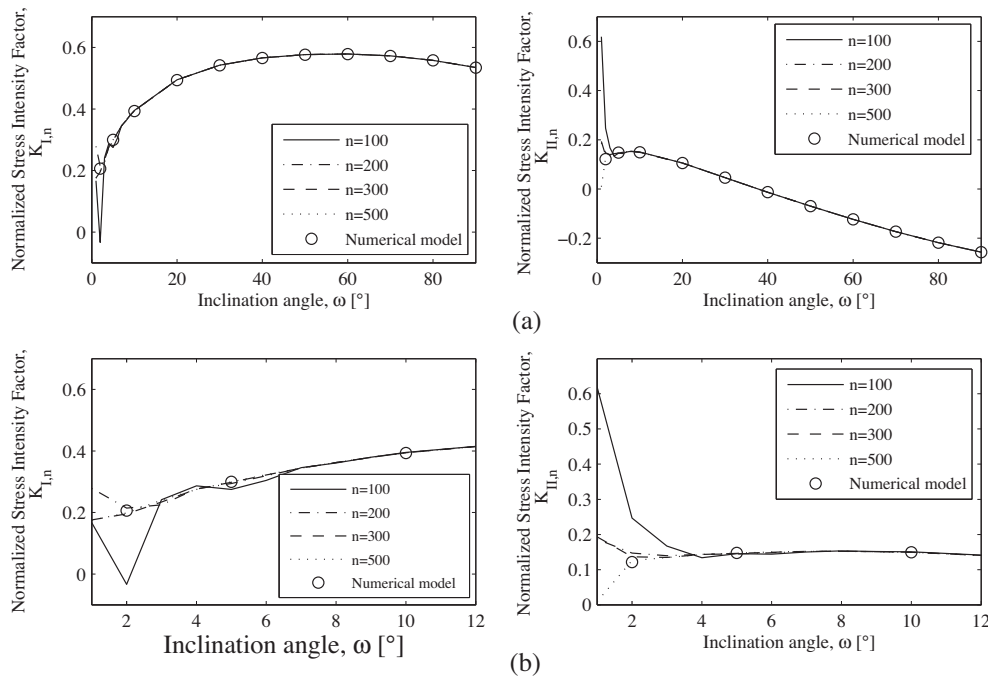 Normalized Stress Intensity Factor,
K_I,n
0.6
0.4
0.2
0
0 20 40 60 80
Inclination angle, ω [°]
n=100
n=200
n=300
n=500
Numerical model
Normalized Stress Intensity Factor,
K_II,n
0.6
0.4
0.2
0
−0.2
0 20 40 60 80
Inclination angle, ω [°]
n=100
n=200
n=300
n=500
Numerical model
(a)
Normalized Stress Intensity Factor,
K_I,n
0.6
0.4
0.2
0
2 4 6 8 10 12
Inclination angle, ω [°]
n=100
n=200
n=300
n=500
Numerical model
Normalized Stress Intensity Factor,
K_II,n
0.6
0.5
0.4
0.3
0.2
0.1
0
2 4 6 8 10 12
Inclination angle, ω [°]
n=100
n=200
n=300
n=500
Numerical model
(b)